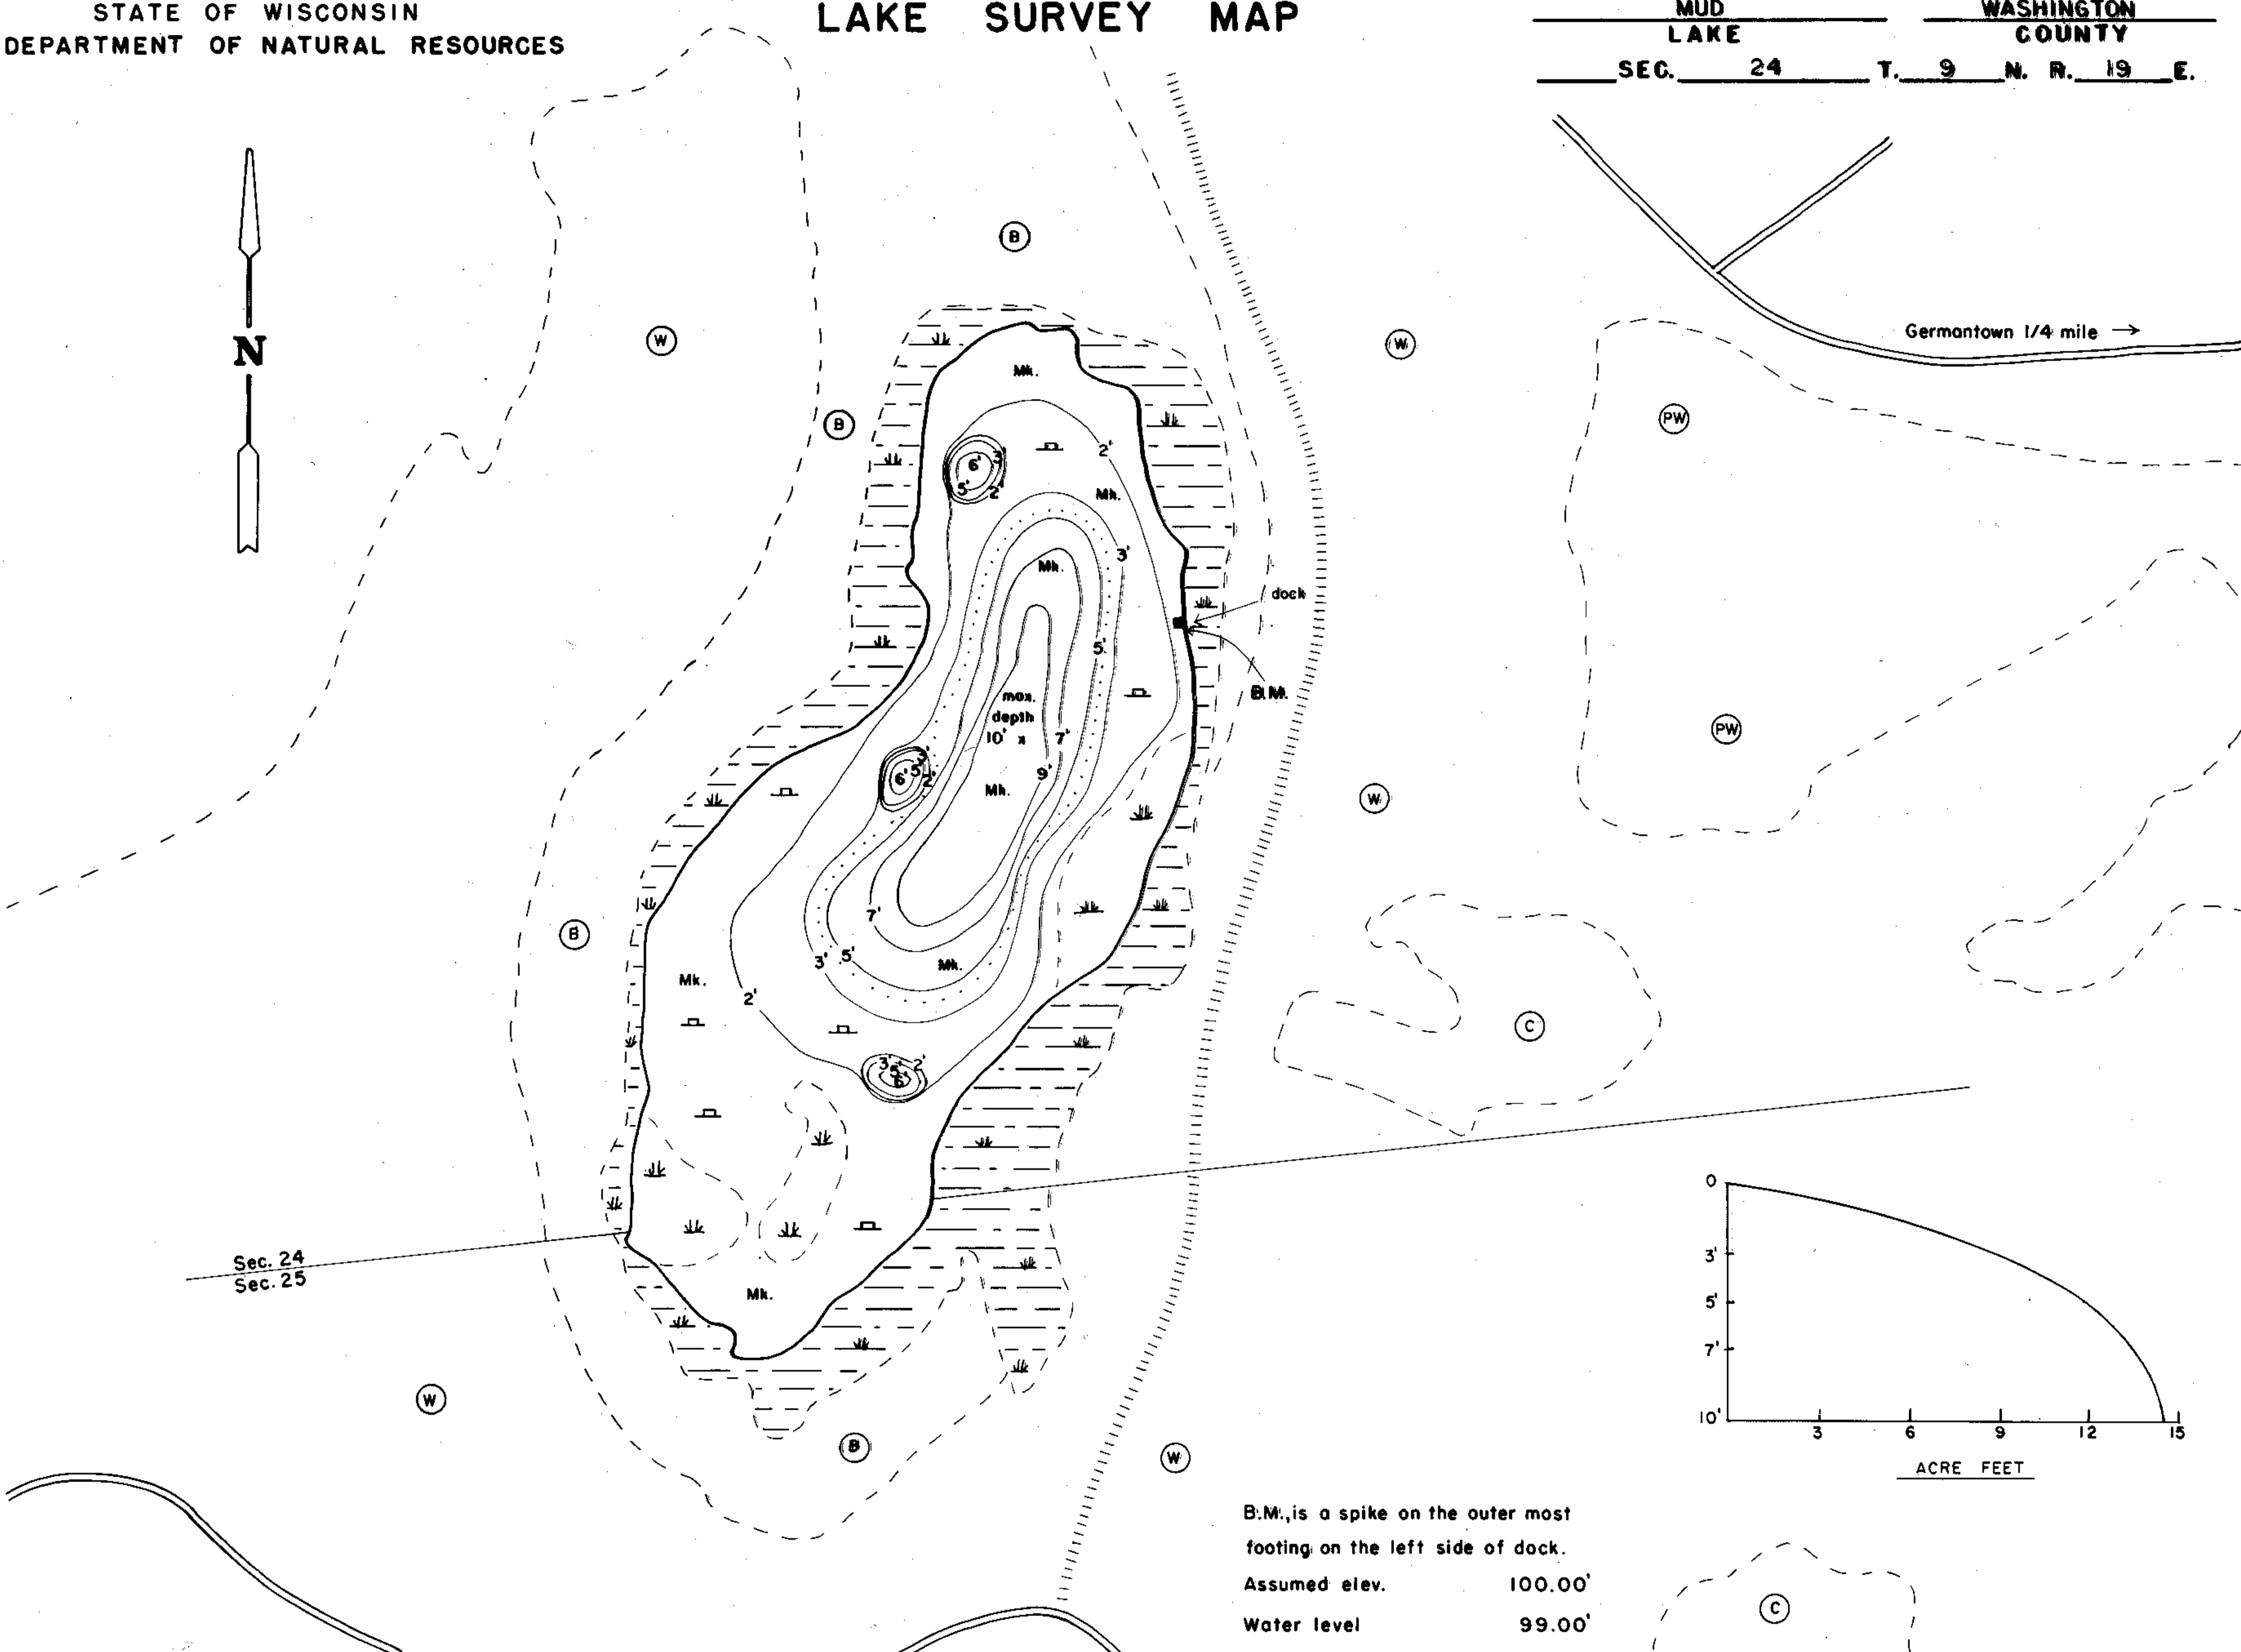 STATE OF WISCONSIN
DEPARTMENT OF NATURAL RESOURCES
LAKE SURVEY MAP
MUD
LAKE
WASHINGTON
COUNTY
SEC. 24 T. 9 N. R. 19 E.
N
Germantown 1/4 mile →
B
W
W
B
PW
Mk.
2'
6'
3'
5'
2'
Mk.
3'
Mk.
dock
5'
B.M.
max.
depth
10' x
7'
PW
3'
6'
5'
2'
9'
Mk.
W
7'
B
3'
5'
Mk.
Mk.
2'
C
3'
5'
2'
6'
Sec. 24
Sec. 25
Mk.
W
B
W
0
3'
5'
7'
10'
3 6 9 12 15
ACRE FEET
B.M., is a spike on the outer most
footing on the left side of dock.
Assumed elev. 100.00'
Water level 99.00'
C